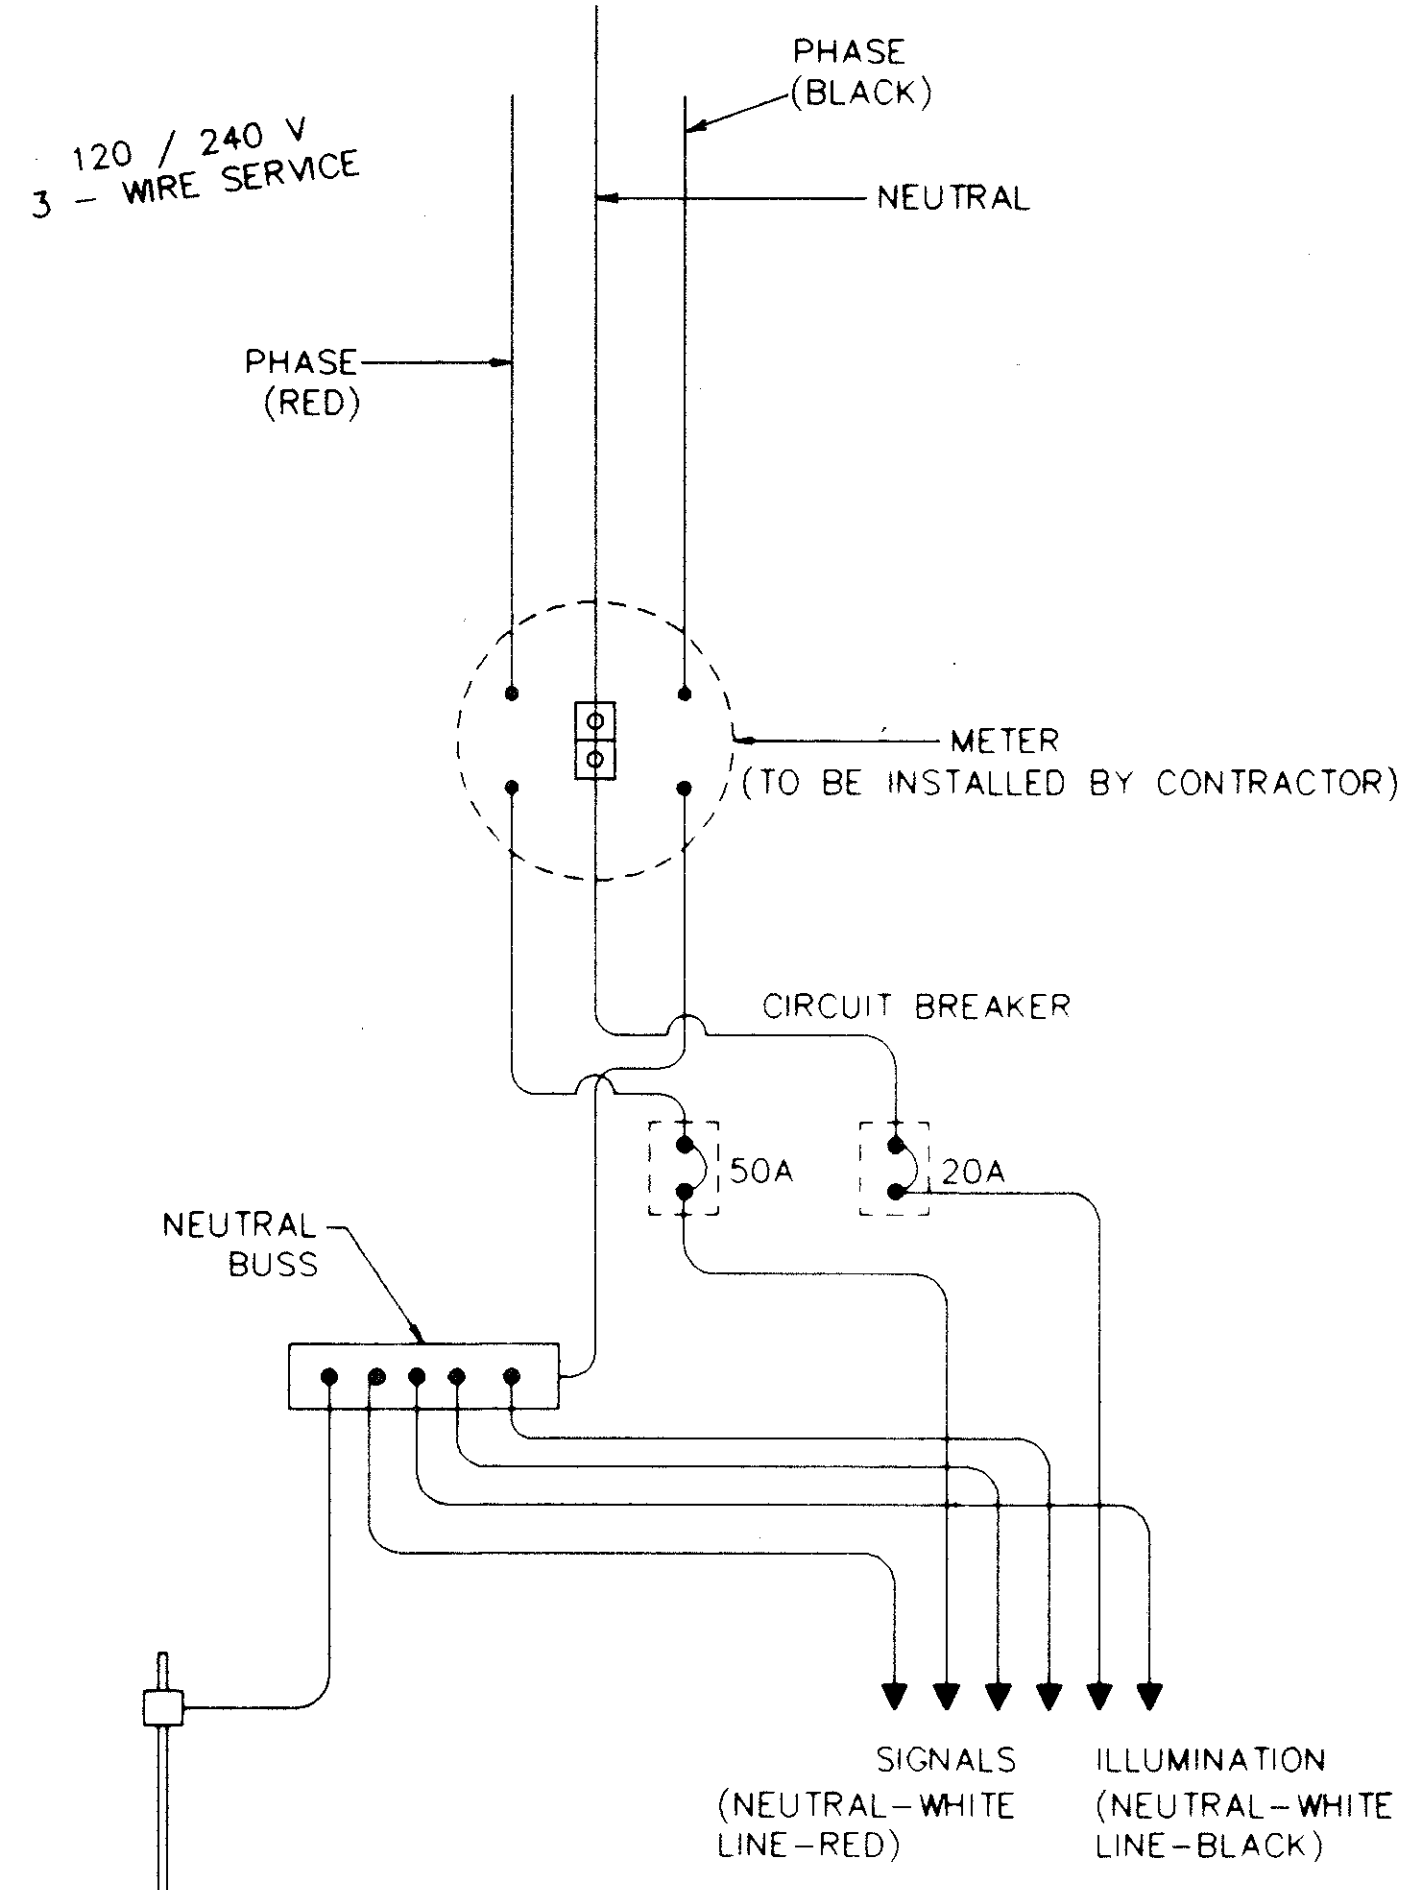 PHASE
(BLACK)
120 / 240 V
3 - WIRE SERVICE
NEUTRAL
PHASE
(RED)
METER
(TO BE INSTALLED BY CONTRACTOR)
CIRCUIT BREAKER
50A
20A
NEUTRAL
BUSS
SIGNALS
(NEUTRAL-WHITE
LINE-RED)
ILLUMINATION
(NEUTRAL-WHITE
LINE-BLACK)